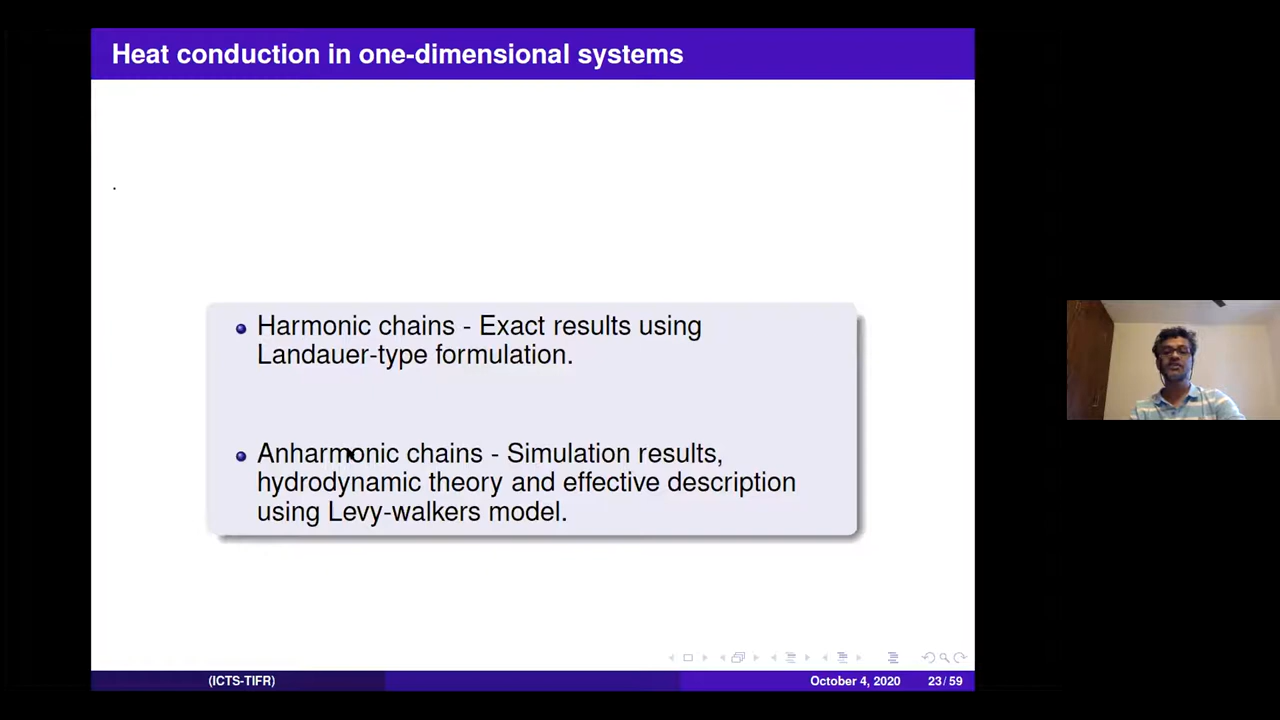 Heat conduction in one-dimensional systems
.
Harmonic chains - Exact results using
Landauer-type formulation.
Anharmonic chains - Simulation results,
hydrodynamic theory and effective description
using Levy-walkers model.
(ICTS-TIFR)
October 4, 2020
23/59